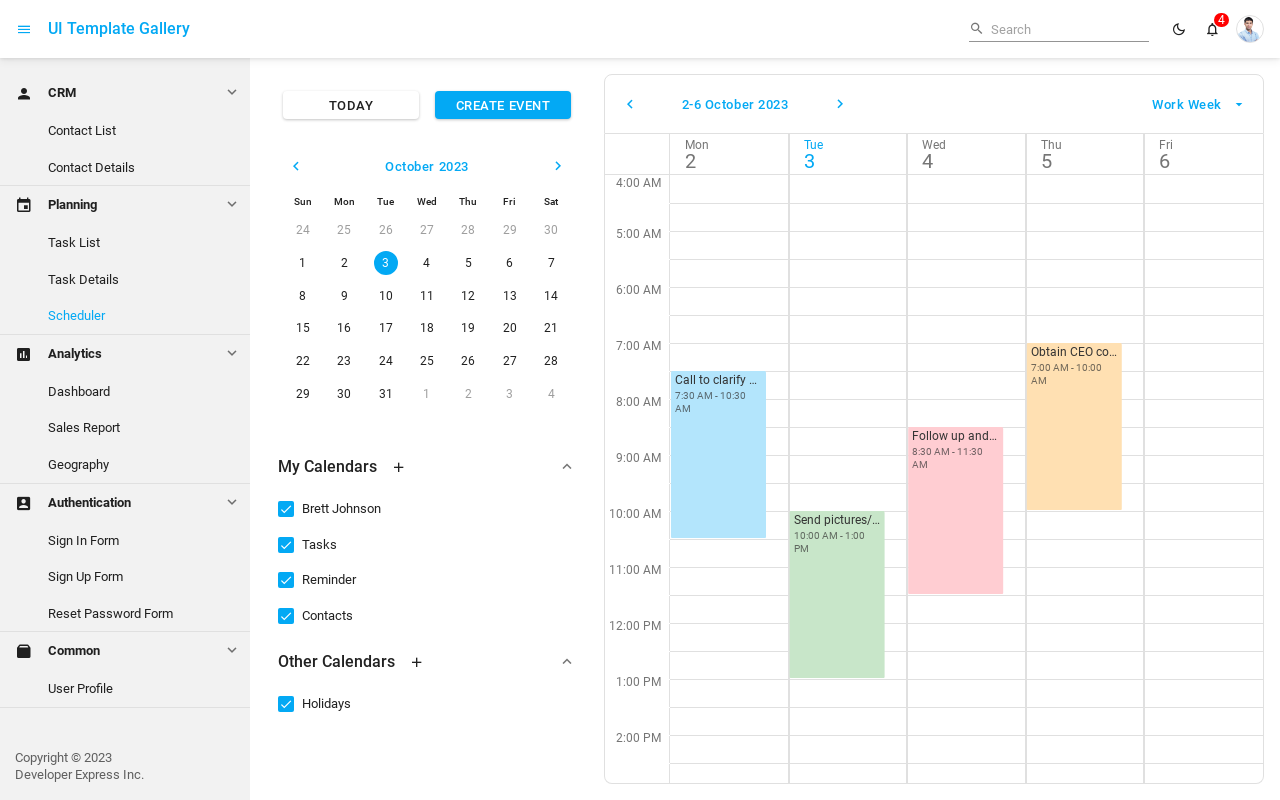 UI Template Gallery
Search
4
CRM
Contact List
Contact Details
Planning
Task List
Task Details
Scheduler
Analytics
Dashboard
Sales Report
Geography
Authentication
Sign In Form
Sign Up Form
Reset Password Form
Common
User Profile
Copyright © 2023
Developer Express Inc.
TODAY
CREATE EVENT
October 2023
Sun Mon Tue Wed Thu Fri Sat
24 25 26 27 28 29 30
1 2 3 4 5 6 7
8 9 10 11 12 13 14
15 16 17 18 19 20 21
22 23 24 25 26 27 28
29 30 31 1 2 3 4
My Calendars
Brett Johnson
Tasks
Reminder
Contacts
Other Calendars
Holidays
2-6 October 2023
Work Week
Mon Tue Wed Thu Fri
2 3 4 5 6
4:00 AM
5:00 AM
6:00 AM
7:00 AM
8:00 AM
9:00 AM
10:00 AM
11:00 AM
12:00 PM
1:00 PM
2:00 PM
Call to clarify ...
7:30 AM - 10:30
AM
Send pictures/...
10:00 AM - 1:00
PM
Follow up and...
8:30 AM - 11:30
AM
Obtain CEO co...
7:00 AM - 10:00
AM